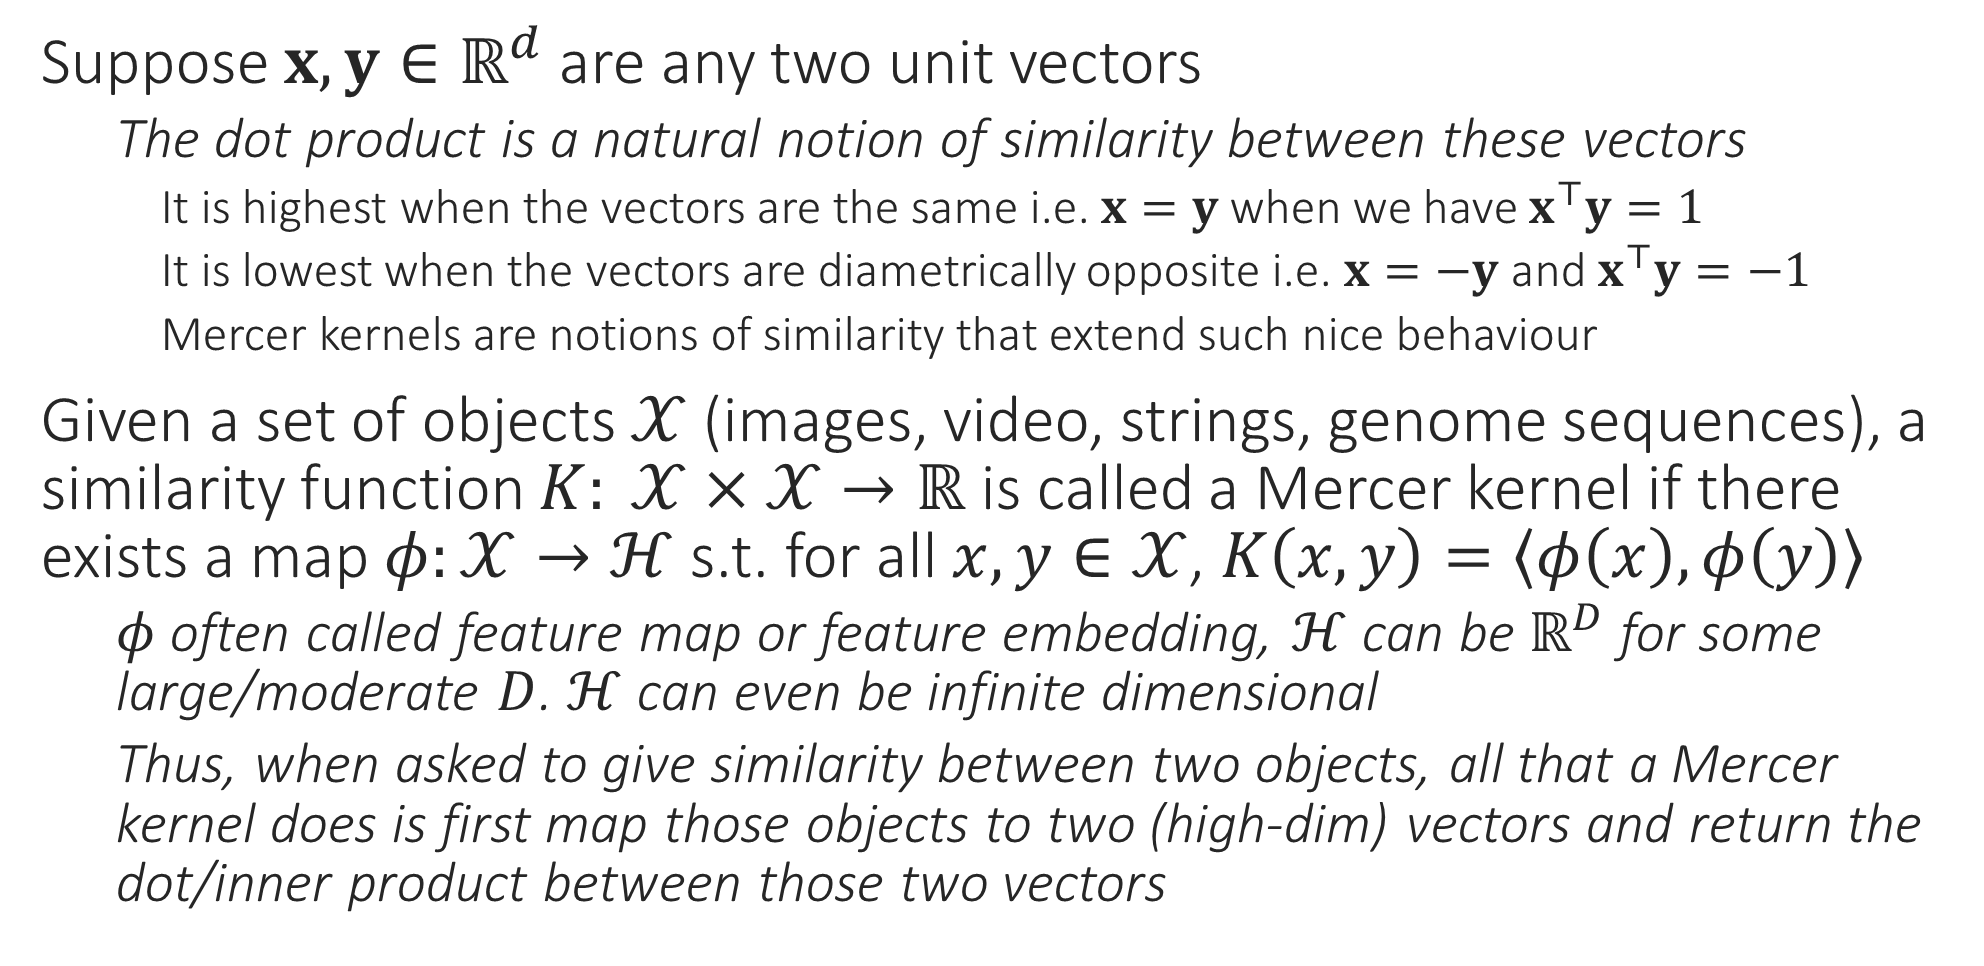 Suppose 𝐱, 𝐲 ∈ ℝ^d are any two unit vectors
The dot product is a natural notion of similarity between these vectors
It is highest when the vectors are the same i.e. 𝐱 = 𝐲 when we have 𝐱^⊤𝐲 = 1
It is lowest when the vectors are diametrically opposite i.e. 𝐱 = −𝐲 and 𝐱^⊤𝐲 = −1
Mercer kernels are notions of similarity that extend such nice behaviour
Given a set of objects 𝒳 (images, video, strings, genome sequences), a
similarity function K: 𝒳 × 𝒳 → ℝ is called a Mercer kernel if there
exists a map ϕ: 𝒳 → ℋ s.t. for all x, y ∈ 𝒳, K(x, y) = ⟨ϕ(x), ϕ(y)⟩
ϕ often called feature map or feature embedding, ℋ can be ℝ^D for some
large/moderate D. ℋ can even be infinite dimensional
Thus, when asked to give similarity between two objects, all that a Mercer
kernel does is first map those objects to two (high-dim) vectors and return the
dot/inner product between those two vectors